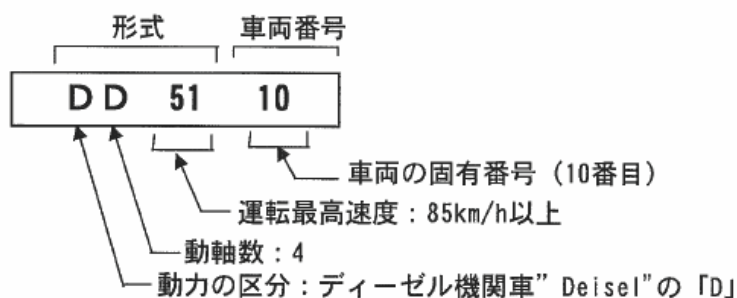 形式 車両番号
D D 51 10
車両の固有番号（10番目）
運転最高速度：85km/h以上
動軸数：4
動力の区分：ディーゼル機関車”Deisel”の「D」